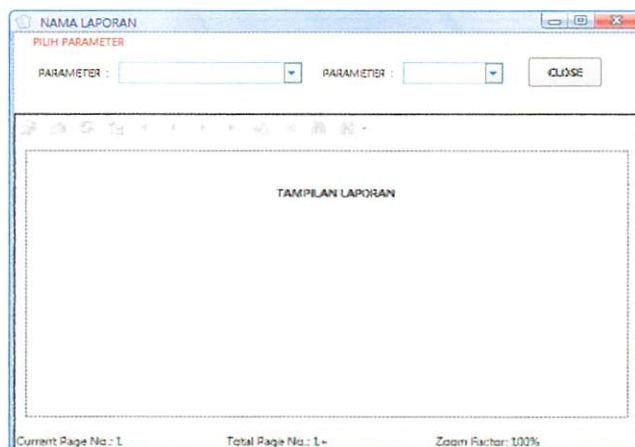 NAMA LAPORAN
PILIH PARAMETER
PARAMETER :
PARAMETER :
CLOSE
TAMPILAN LAPORAN
Current Page No.: 1
Total Page No.: 1+
Zoom Factor: 100%